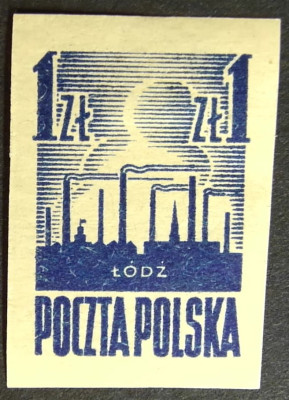 1 zł zł 1
ŁÓDŹ
POCZTA POLSKA